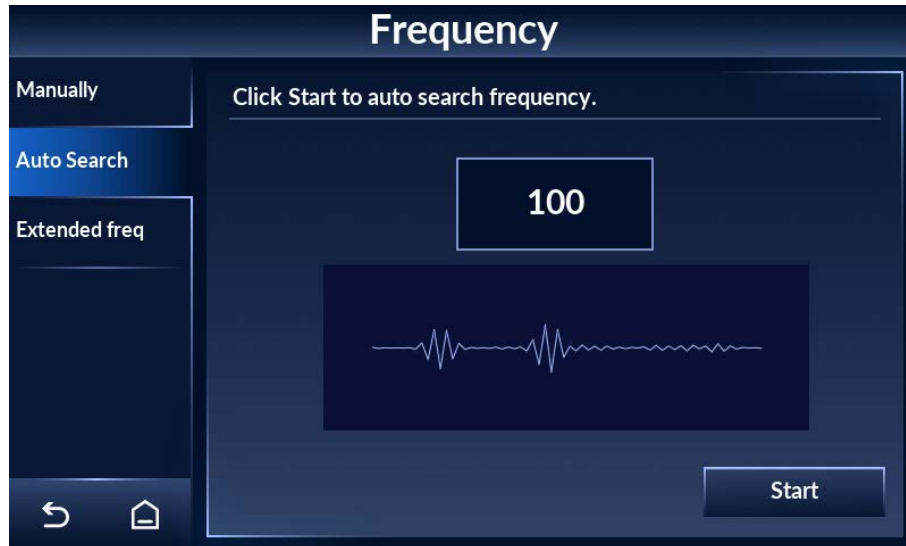 Frequency
Manually
Auto Search
Extended freq
Click Start to auto search frequency.
100
Start